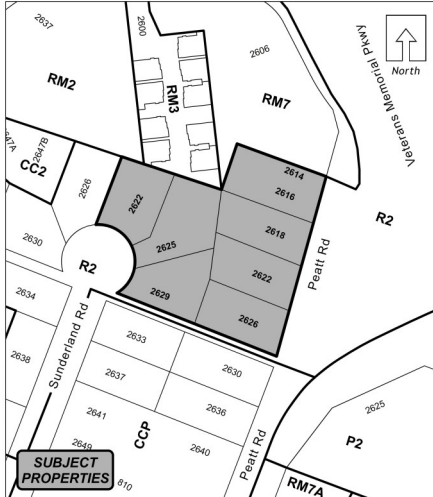 2637
2600
2606
Veterans Memorial Pkwy
North
RM2
RM3
RM7
2647A
2647B
CC2
2626
2622
2614
2616
R2
2618
2625
2630
R2
Peatt Rd
2622
2629
2626
2634
Sunderland Rd
2633
2638
2637
2630
2641
2636
2625
CCP
2649
2640
Peatt Rd
P2
RM7A
810
SUBJECT
PROPERTIES